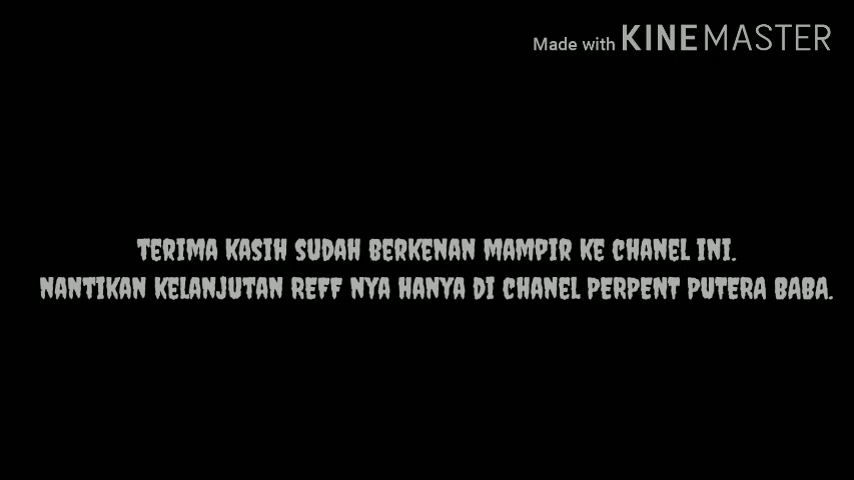 Made with KINEMASTER
TERIMA KASIH SUDAH BERKENAN MAMPIR KE CHANEL INI.
NANTIKAN KELANJUTAN REFF NYA HANYA DI CHANEL PERPENT PUTERA BABA.